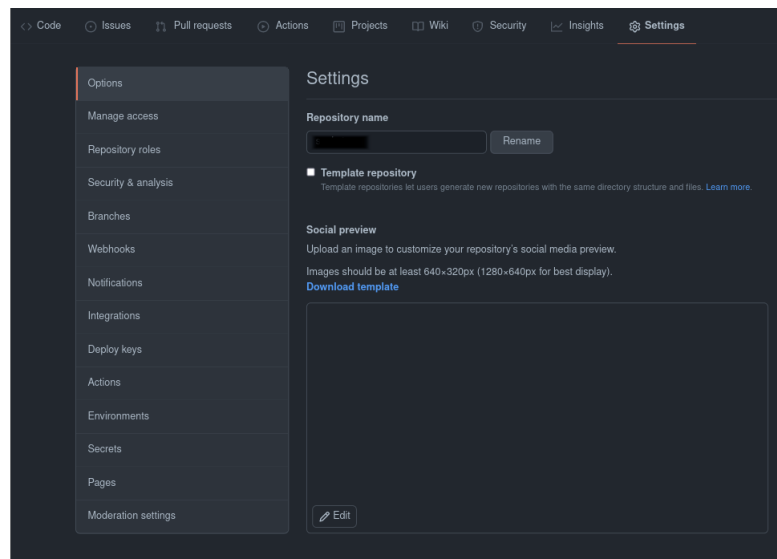 Code Issues Pull requests Actions Projects Wiki Security Insights Settings
Options
Manage access
Repository roles
Security & analysis
Branches
Webhooks
Notifications
Integrations
Deploy keys
Actions
Environments
Secrets
Pages
Moderation settings
Settings
Repository name
Rename
Template repository
Template repositories let users generate new repositories with the same directory structure and files. Learn more.
Social preview
Upload an image to customize your repository's social media preview.
Images should be at least 640×320px (1280×640px for best display).
Download template
Edit